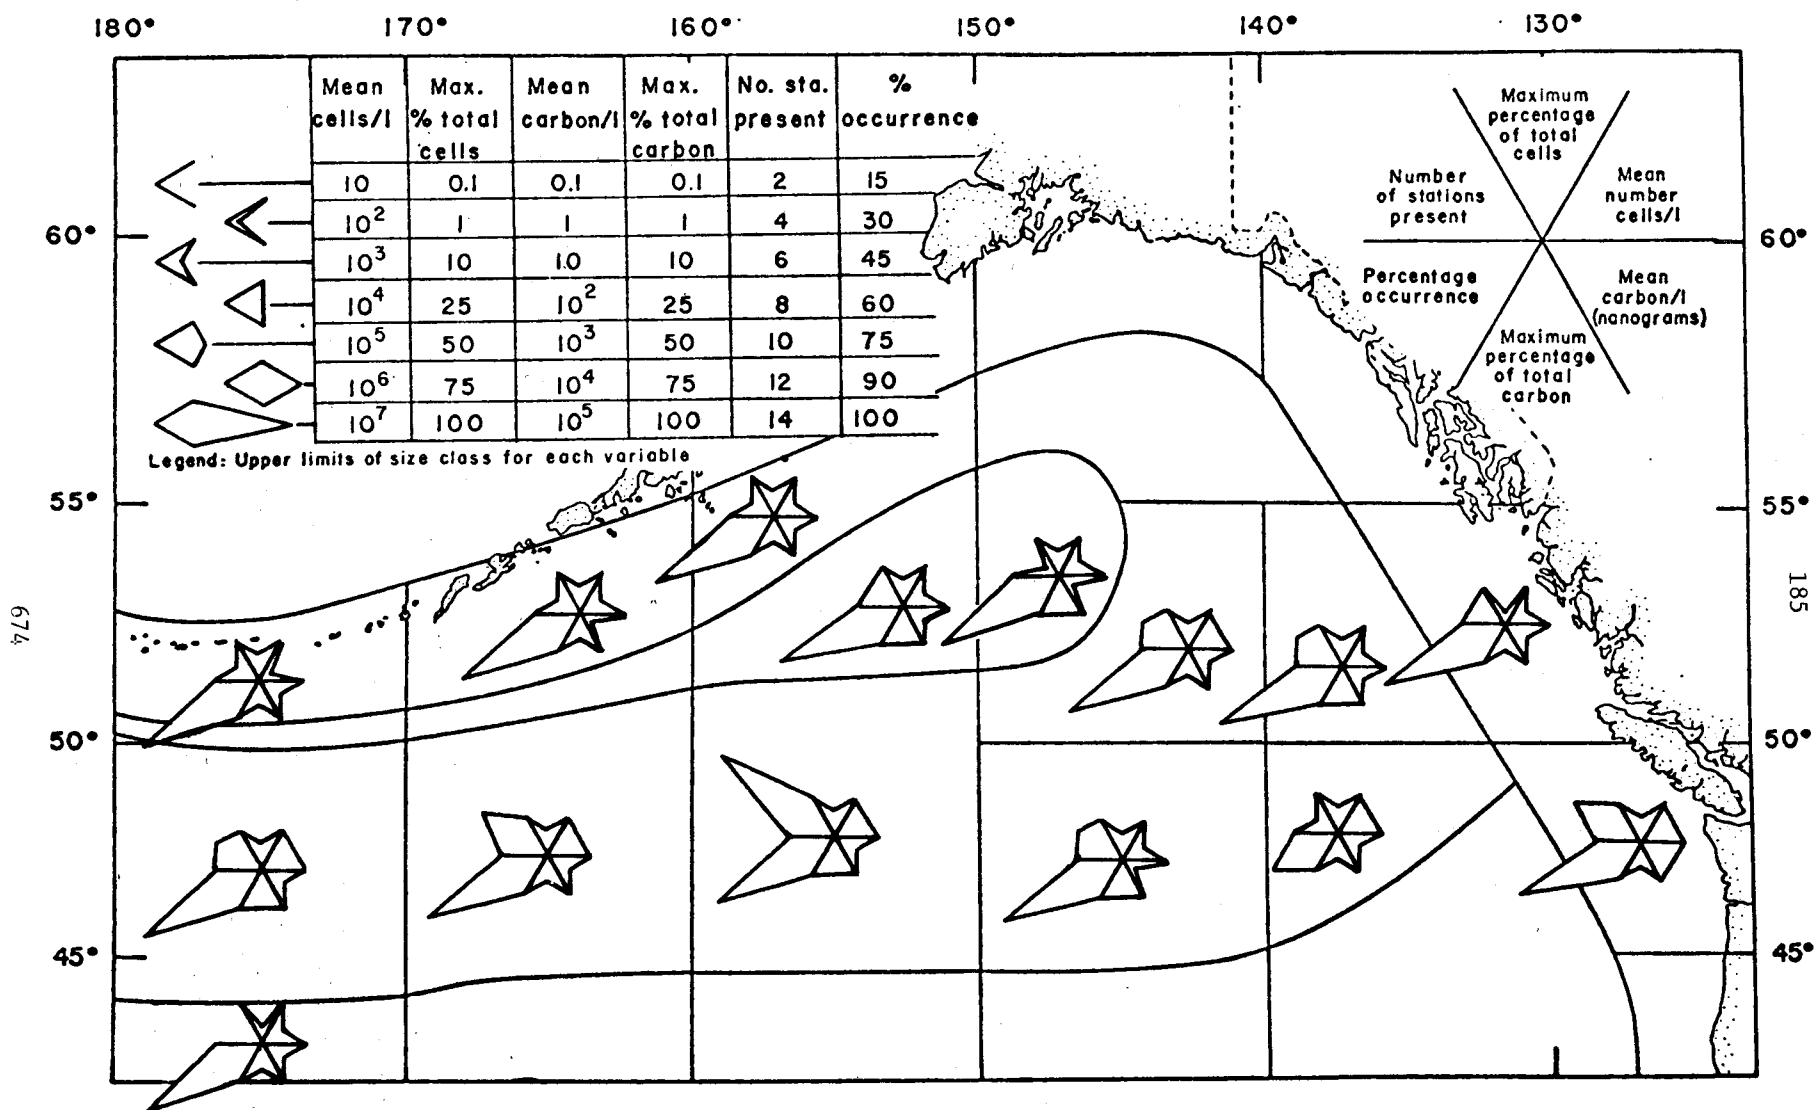 180° 170° 160° 150° 140° 130°
Mean cells/l | Max. % total cells | Mean carbon/l | Max. % total carbon | No. sta. present | % occurrence
10 | 0.1 | 0.1 | 0.1 | 2 | 15
10² | 1 | 1 | 1 | 4 | 30
10³ | 10 | 10 | 10 | 6 | 45
10⁴ | 25 | 10² | 25 | 8 | 60
10⁵ | 50 | 10³ | 50 | 10 | 75
10⁶ | 75 | 10⁴ | 75 | 12 | 90
10⁷ | 100 | 10⁵ | 100 | 14 | 100
Legend: Upper limits of size class for each variable
Maximum
percentage
of total
cells
Number
of stations
present
Mean
number
cells/l
Percentage
occurrence
Mean
carbon/l
(nanograms)
Maximum
percentage
of total
carbon
60° 60°
55° 55°
50° 50°
45° 45°
674
185